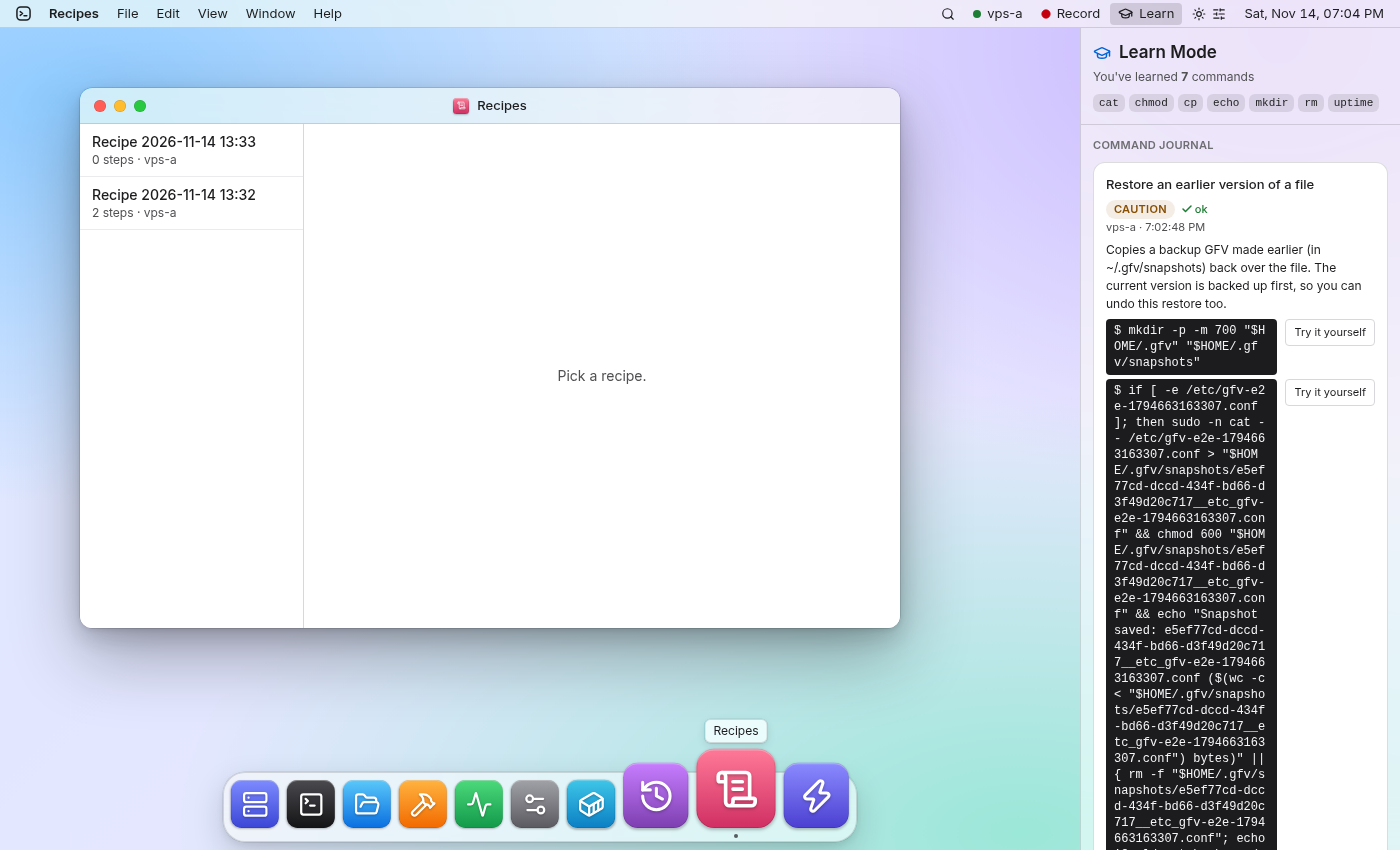 Recipes File Edit View Window Help vps-a Record Learn Sat, Nov 14, 07:04 PM
Recipes
Recipe 2026-11-14 13:33
0 steps · vps-a
Recipe 2026-11-14 13:32
2 steps · vps-a
Pick a recipe.
Recipes
Learn Mode
You've learned 7 commands
cat chmod cp echo mkdir rm uptime
COMMAND JOURNAL
Restore an earlier version of a file
CAUTION ok
vps-a · 7:02:48 PM
Copies a backup GFV made earlier (in
~/.gfv/snapshots) back over the file. The
current version is backed up first, so you can
undo this restore too.
$ mkdir -p -m 700 "$H
OME/.gfv" "$HOME/.gf
v/snapshots"
Try it yourself
$ if [ -e /etc/gfv-e2
e-1794663163307.conf
]; then sudo -n cat -
- /etc/gfv-e2e-179466
3163307.conf > "$HOM
E/.gfv/snapshots/e5ef
77cd-dccd-434f-bd66-d
3f49d20c717__etc_gfv-
e2e-1794663163307.con
f" && chmod 600 "$HOM
E/.gfv/snapshots/e5ef
77cd-dccd-434f-bd66-d
3f49d20c717__etc_gfv-
e2e-1794663163307.con
f" && echo "Snapshot
saved: e5ef77cd-dccd-
434f-bd66-d3f49d20c71
7__etc_gfv-e2e-179466
3163307.conf ($(wc -c
< "$HOME/.gfv/snapsho
ts/e5ef77cd-dccd-434f
-bd66-d3f49d20c717__e
tc_gfv-e2e-1794663163
307.conf") bytes)" ||
{ rm -f "$HOME/.gfv/s
napshots/e5ef77cd-dcc
d-434f-bd66-d3f49d20c
717__etc_gfv-e2e-1794
663163307.conf"; echo
Try it yourself